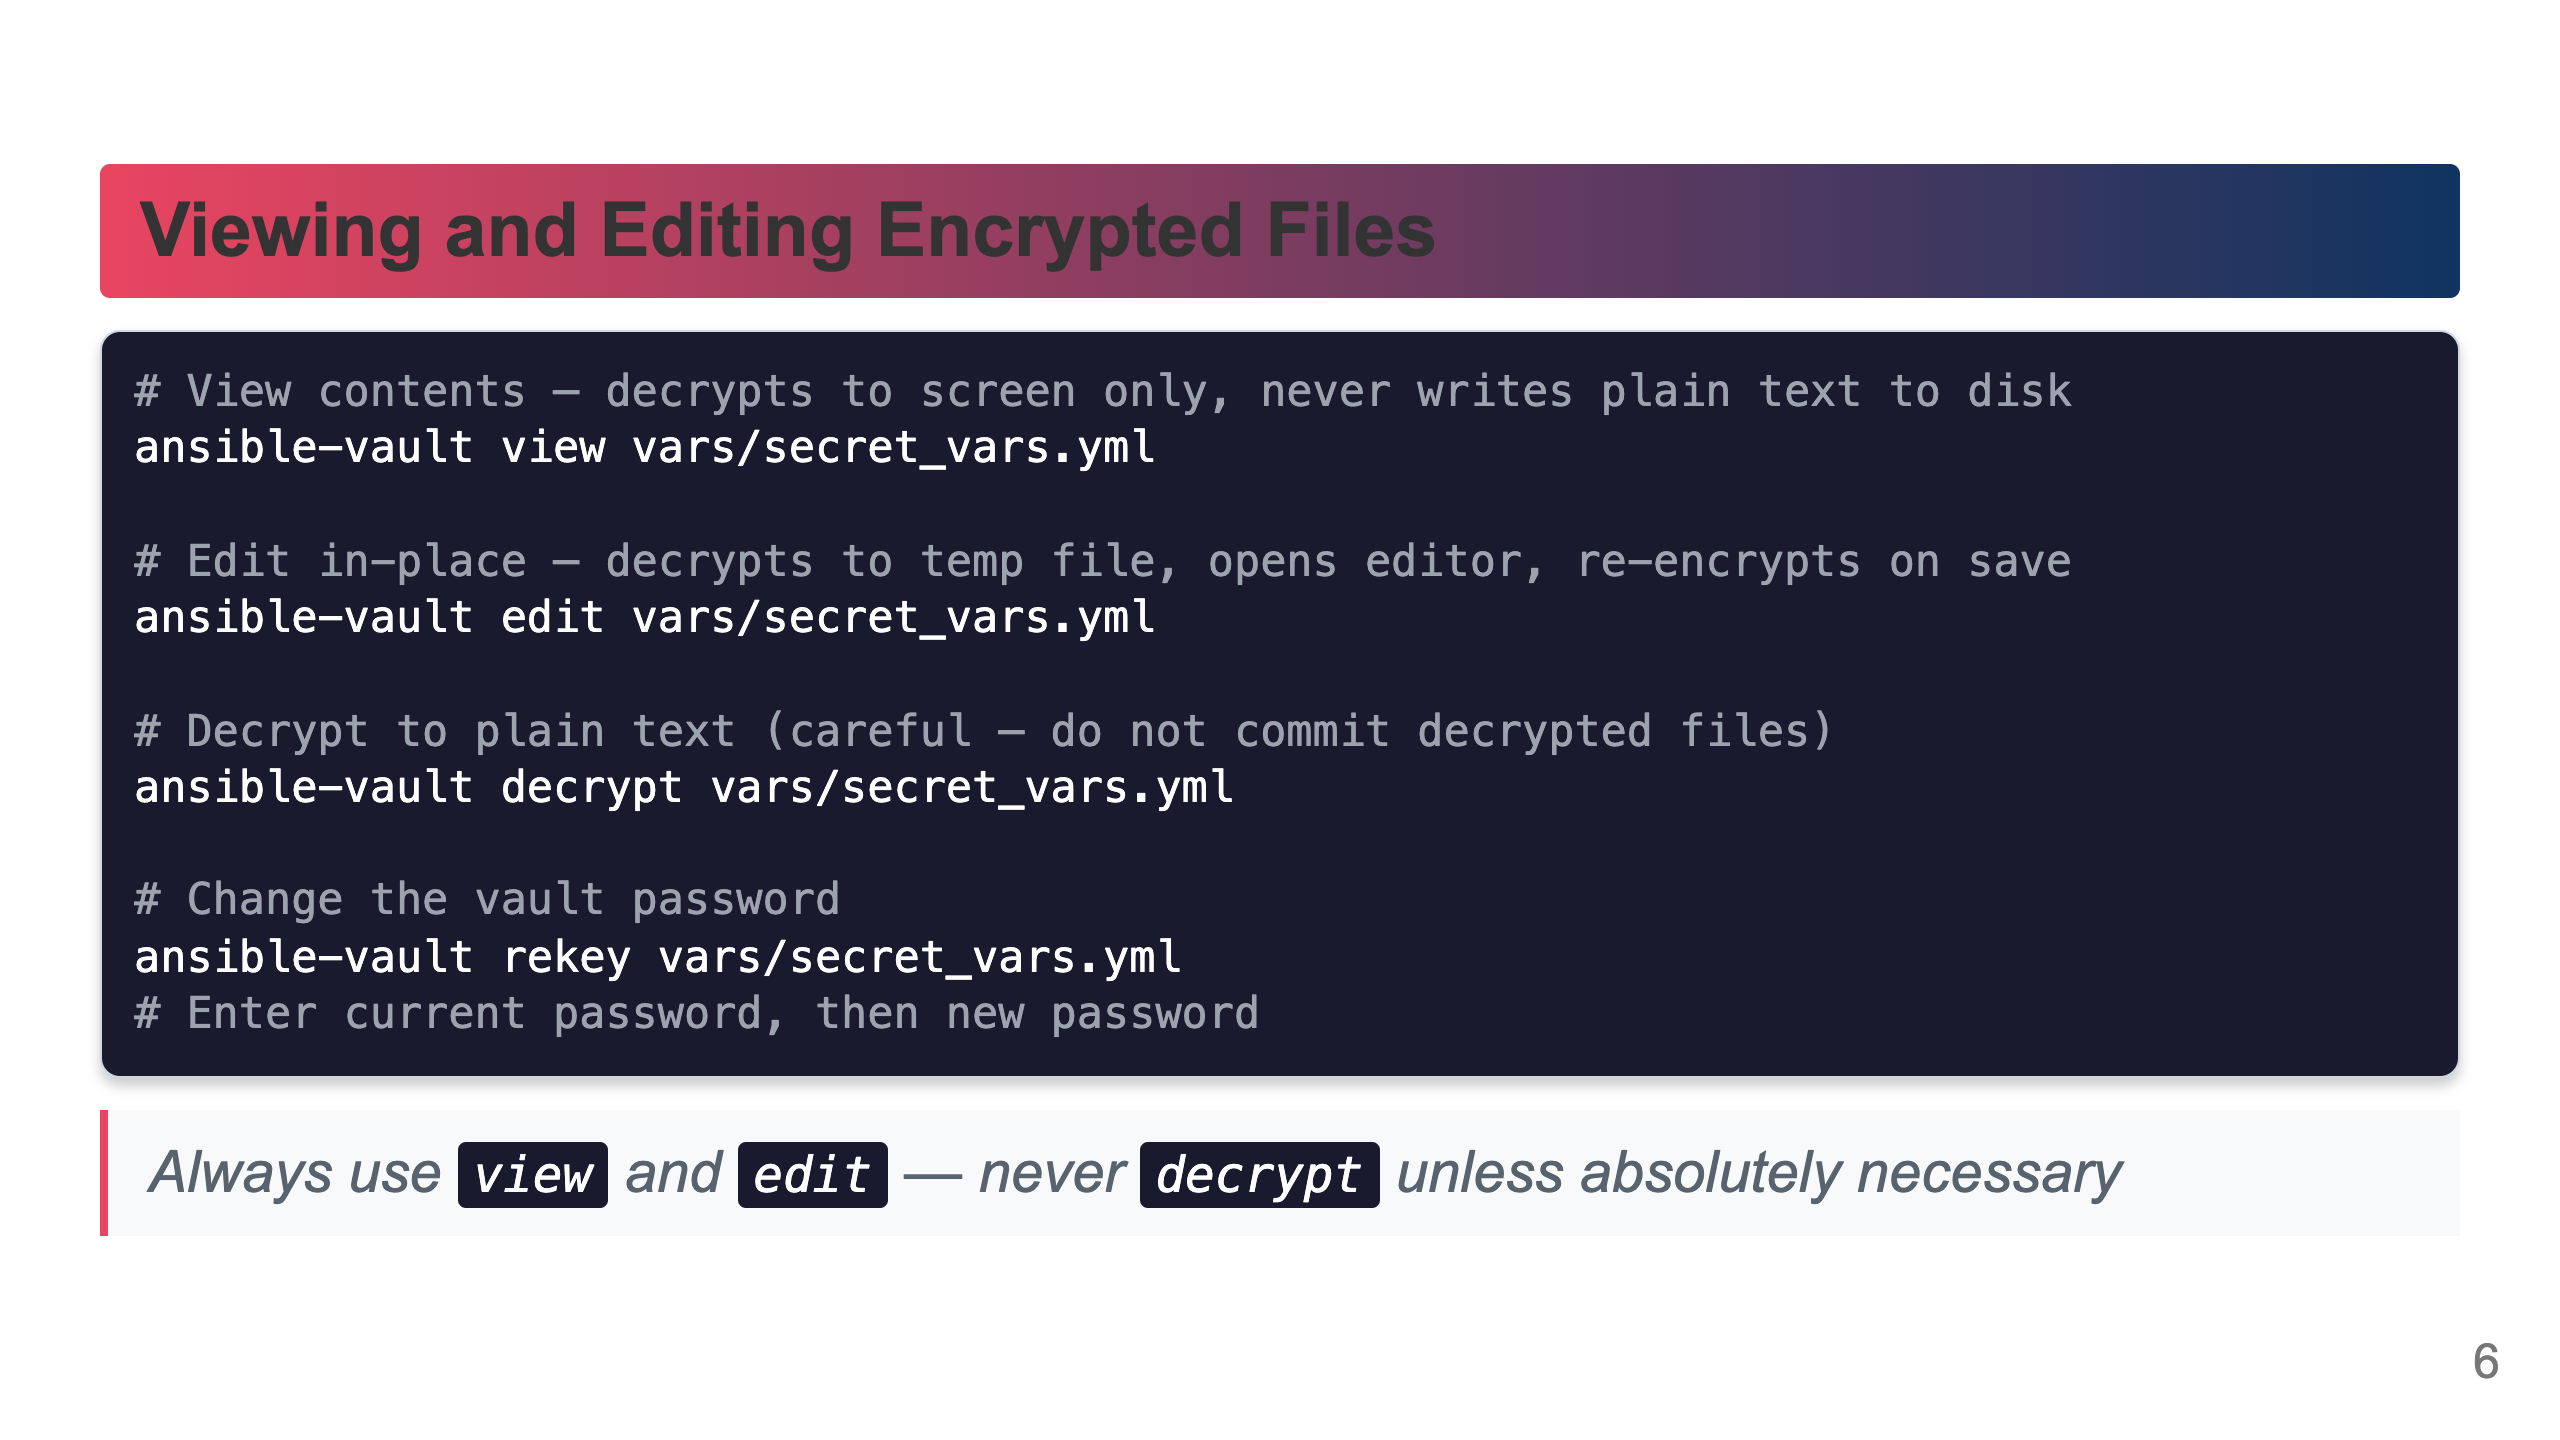 Viewing and Editing Encrypted Files
# View contents — decrypts to screen only, never writes plain text to disk
ansible-vault view vars/secret_vars.yml
# Edit in-place — decrypts to temp file, opens editor, re-encrypts on save
ansible-vault edit vars/secret_vars.yml
# Decrypt to plain text (careful — do not commit decrypted files)
ansible-vault decrypt vars/secret_vars.yml
# Change the vault password
ansible-vault rekey vars/secret_vars.yml
# Enter current password, then new password
Always use view and edit — never decrypt unless absolutely necessary
6